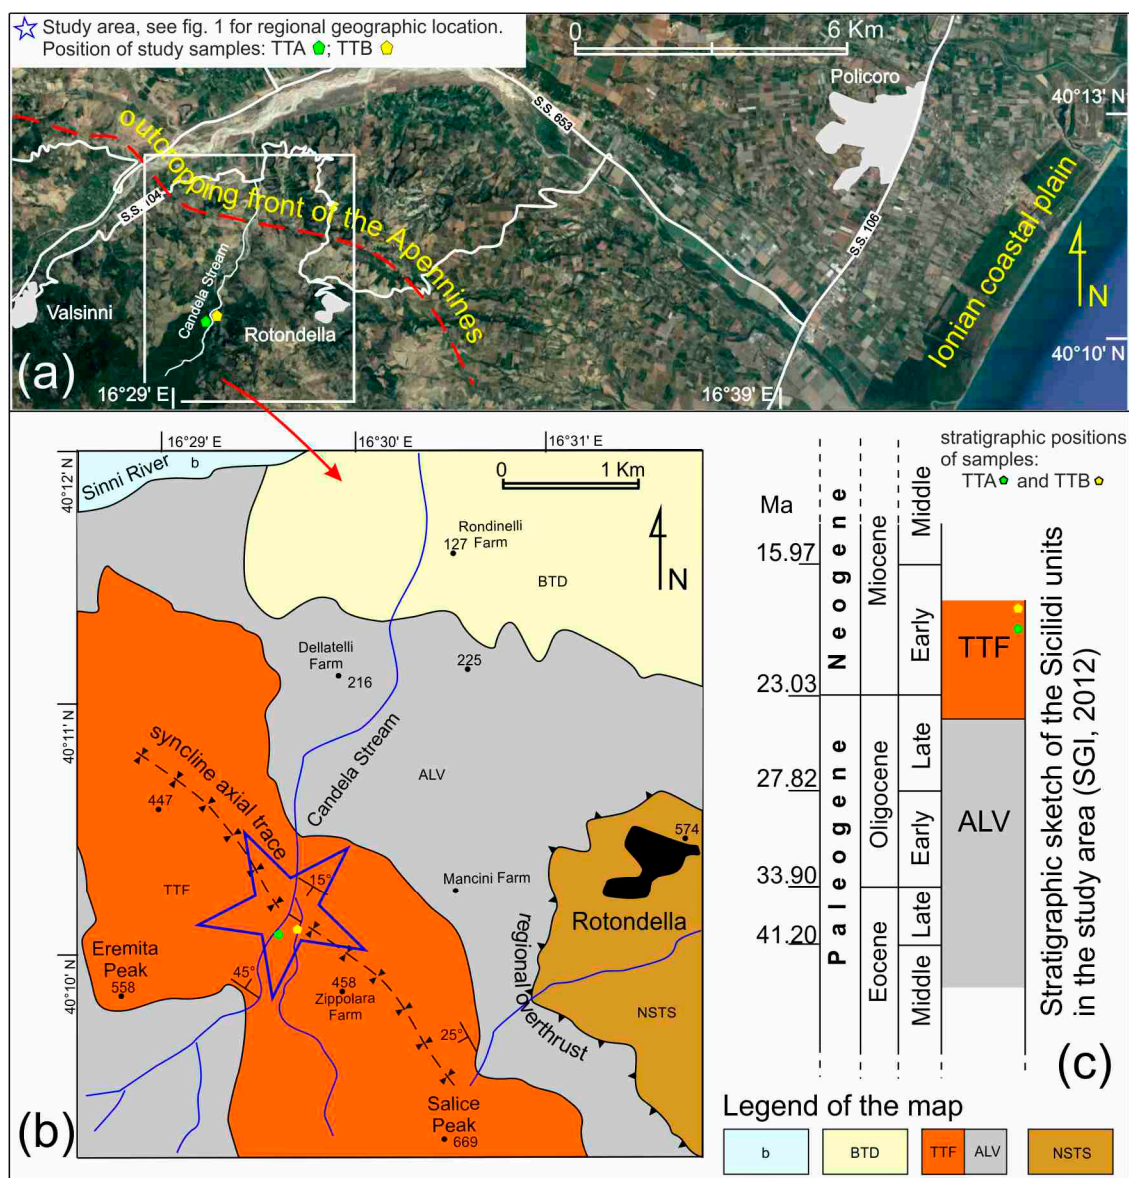 Study area, see fig. 1 for regional geographic location.
Position of study samples: TTA ; TTB
0 6 Km
Policoro
40°13' N
S.S. 653
outcropping front of the Apennines
S.S. 104
S.S. 106
Candela Stream
Valsinni
Rotondella
Ionian coastal plain
N
40°10' N
(a)
16°29' E
16°39' E
16°29' E
16°30' E
16°31' E
40°12' N
Sinni River
b
0 1 Km
Rondinelli
Farm
127
BTD
N
Dellatelli
Farm
216
225
40°11' N
syncline axial trace
Candela Stream
ALV
447
574
TTF
15°
Mancini Farm
Rotondella
regional overthrust
Eremita
Peak
558
40°10' N
45°
458
Zippolara
Farm
25°
NSTS
Salice
Peak
669
(b)
stratigraphic positions
of samples:
TTA and TTB
Ma
15.97
23.03
27.82
33.90
41.20
Neogene
Paleogene
Miocene
Oligocene
Eocene
Middle
Early
Late
Early
Late
Middle
TTF
ALV
Stratigraphic sketch of the Sicilidi units
in the study area (SGI, 2012)
(c)
Legend of the map
b
BTD
TTF
ALV
NSTS